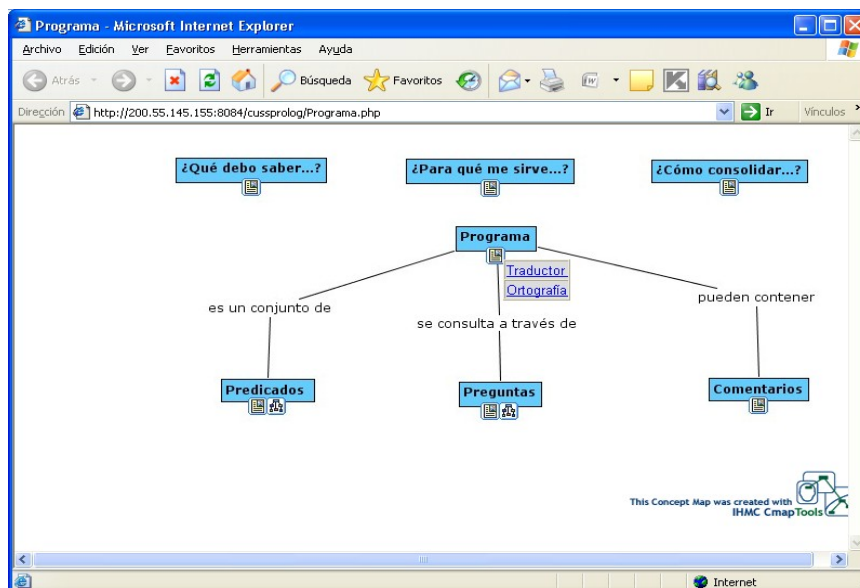 Programa - Microsoft Internet Explorer
Archivo Edición Ver Favoritos Herramientas Ayuda
Atrás Búsqueda Favoritos
Dirección http://200.55.145.155:8084/cussprolog/Programa.php Ir Vínculos »
¿Qué debo saber...? ¿Para qué me sirve...? ¿Cómo consolidar...?
Programa
Traductor
Ortografía
es un conjunto de
pueden contener
se consulta a través de
Predicados Preguntas Comentarios
This Concept Map was created with
IHMC CmapTools
Internet